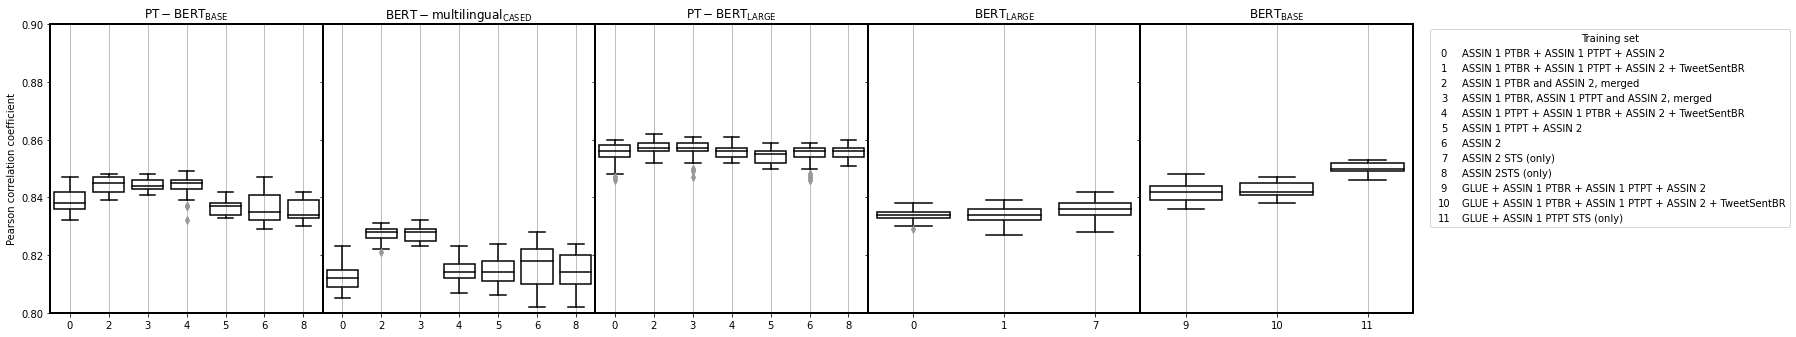 PT − BERT_BASE
BERT − multilingual_CASED
PT − BERT_LARGE
BERT_LARGE
BERT_BASE
Pearson correlation coefficient
0.90
0.88
0.86
0.84
0.82
0.80
0 2 3 4 5 6 8
0 2 3 4 5 6 8
0 2 3 4 5 6 8
0 1 7
9 10 11
Training set
0 ASSIN 1 PTBR + ASSIN 1 PTPT + ASSIN 2
1 ASSIN 1 PTBR + ASSIN 1 PTPT + ASSIN 2 + TweetSentBR
2 ASSIN 1 PTBR and ASSIN 2, merged
3 ASSIN 1 PTBR, ASSIN 1 PTPT and ASSIN 2, merged
4 ASSIN 1 PTPT + ASSIN 1 PTBR + ASSIN 2 + TweetSentBR
5 ASSIN 1 PTPT + ASSIN 2
6 ASSIN 2
7 ASSIN 2 STS (only)
8 ASSIN 2STS (only)
9 GLUE + ASSIN 1 PTBR + ASSIN 1 PTPT + ASSIN 2
10 GLUE + ASSIN 1 PTBR + ASSIN 1 PTPT + ASSIN 2 + TweetSentBR
11 GLUE + ASSIN 1 PTPT STS (only)